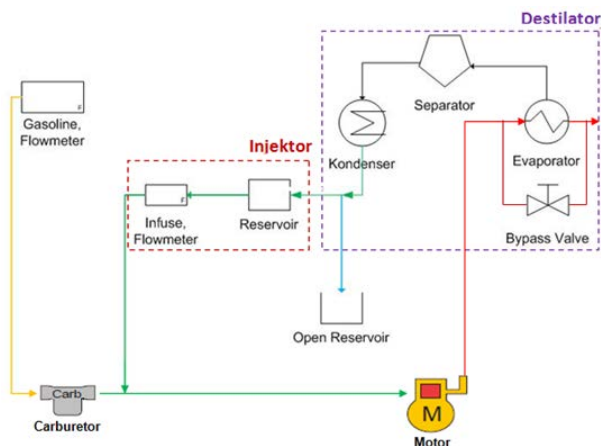 Destilator
Gasoline,
Flowmeter
F
Separator
Kondenser
Evaporator
Injektor
F
Infuse,
Flowmeter
Reservoir
Bypass Valve
Open Reservoir
Carb.
Carburetor
M
Motor